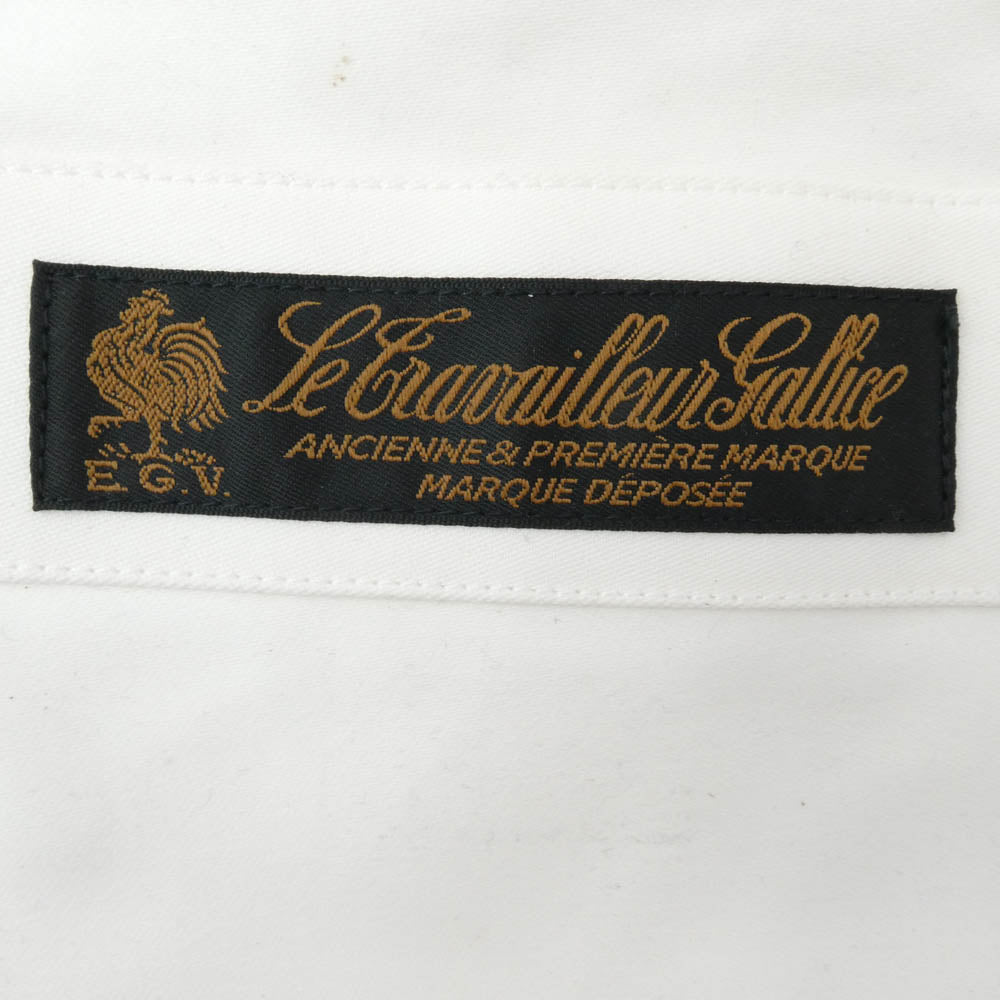 Le Travailleur Gallice
ANCIENNE & PREMIÈRE MARQUE
MARQUE DÉPOSÉE
E.G.V.